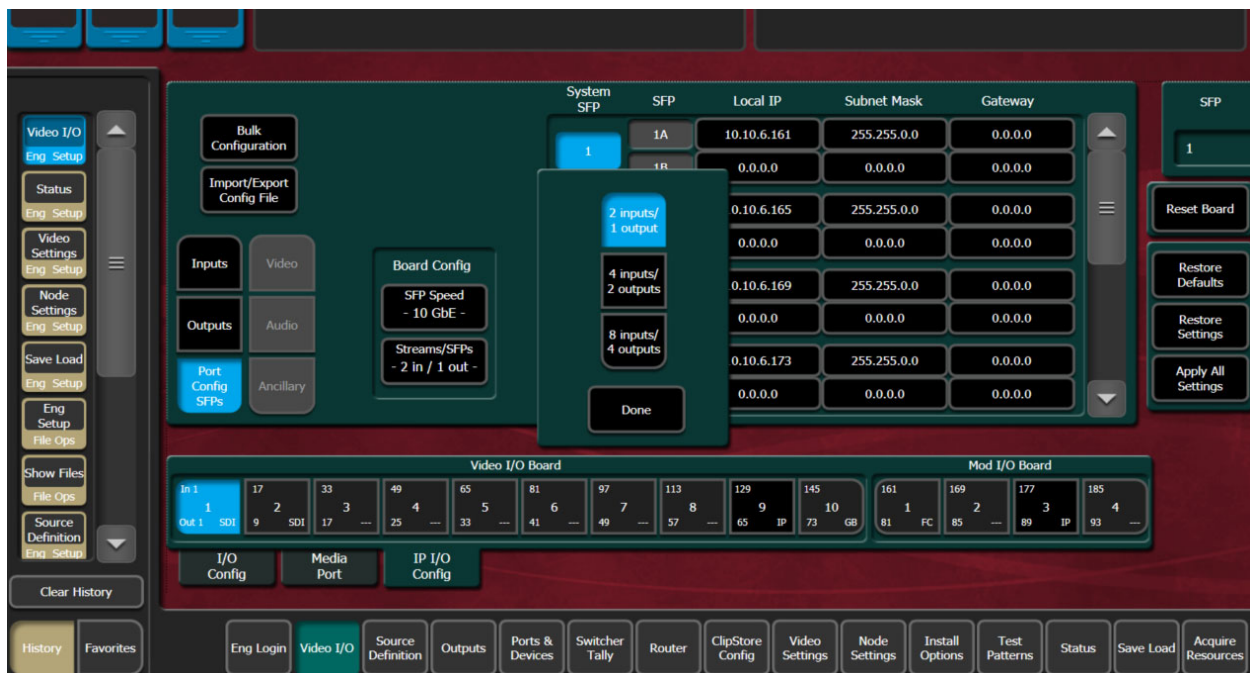 Video I/O
Eng Setup
Status
Eng Setup
Video
Settings
Eng Setup
Node
Settings
Eng Setup
Save Load
Eng Setup
Eng
Setup
File Ops
Show Files
File Ops
Source
Definition
Eng Setup
Clear History
History
Favorites
Bulk
Configuration
Import/Export
Config File
Inputs
Video
Outputs
Audio
Port
Config
SFPs
Ancillary
Board Config
SFP Speed
- 10 GbE -
Streams/SFPs
- 2 in / 1 out -
System
SFP
SFP
Local IP
Subnet Mask
Gateway
1
1A
10.10.6.161
255.255.0.0
0.0.0.0
1B
0.0.0.0
0.0.0.0
0.0.0.0
0.10.6.165
255.255.0.0
0.0.0.0
0.0.0.0
0.0.0.0
0.0.0.0
0.10.6.169
255.255.0.0
0.0.0.0
0.0.0.0
0.0.0.0
0.0.0.0
0.10.6.173
255.255.0.0
0.0.0.0
0.0.0.0
0.0.0.0
0.0.0.0
2 inputs/
1 output
4 inputs/
2 outputs
8 inputs/
4 outputs
Done
SFP
1
Reset Board
Restore
Defaults
Restore
Settings
Apply All
Settings
Video I/O Board
In 1
1
Out 1 SDI
17
2
9 SDI
33
3
17 ---
49
4
25 ---
65
5
33 ---
81
6
41 ---
97
7
49 ---
113
8
57 ---
129
9
65 IP
145
10
73 GB
Mod I/O Board
161
1
81 FC
169
2
85 ---
177
3
89 IP
185
4
93 ---
I/O
Config
Media
Port
IP I/O
Config
Eng Login
Video I/O
Source
Definition
Outputs
Ports &
Devices
Switcher
Tally
Router
ClipStore
Config
Video
Settings
Node
Settings
Install
Options
Test
Patterns
Status
Save Load
Acquire
Resources